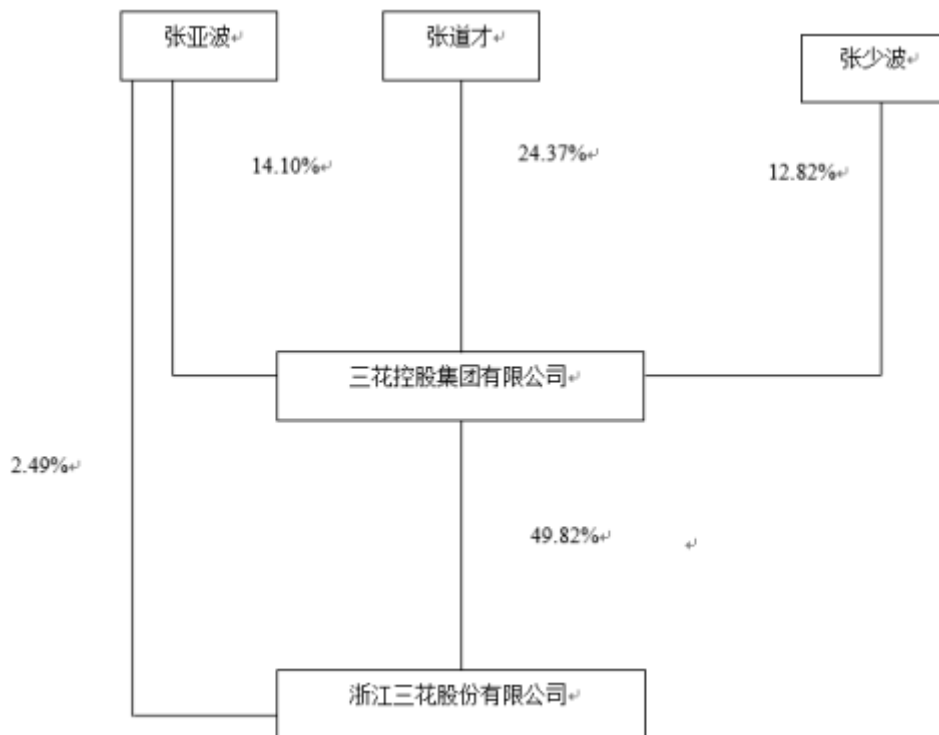 张亚波
张道才
张少波
14.10%
24.37%
12.82%
三花控股集团有限公司
2.49%
49.82%
浙江三花股份有限公司